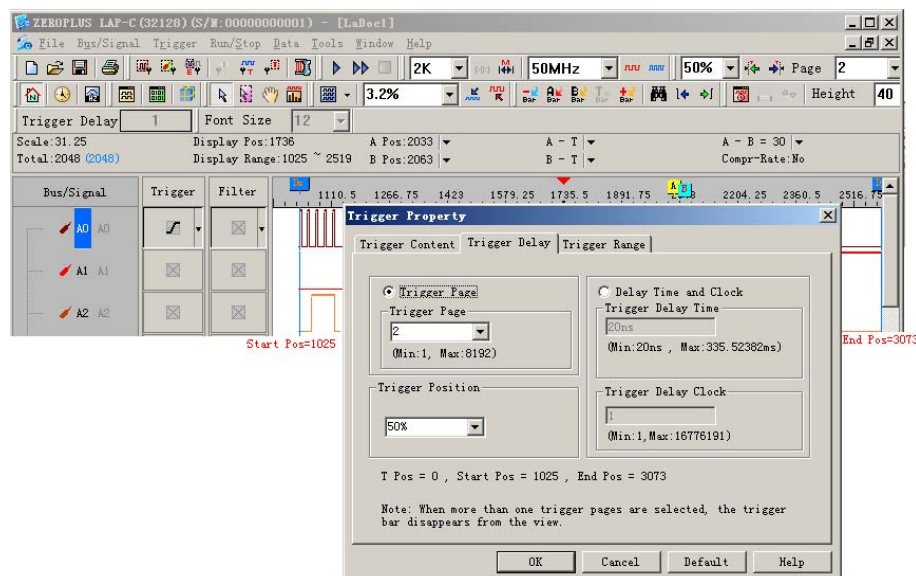 ZEROPLUS LAP-C(32128)(S/N:00000000001) - [LaDoc1]
File Bus/Signal Trigger Run/Stop Data Tools Window Help
2K 50MHz 50% Page 2
3.2% Bar Bar Bar Bar Bar Height 40
Trigger Delay 1 Font Size 12
Scale:31.25 Display Pos:1736 A Pos:2033 A - T A - B = 30
Total:2048 (2048) Display Range:1025 ~ 2519 B Pos:2063 B - T Compr-Rate:No
Bus/Signal Trigger Filter 1110.5 1266.75 1423 1579.25 1735.5 1891.75 A B 2204.25 2360.5 2516.75
A0 A0
A1 A1
A2 A2
Start Pos=1025
End Pos=3073
Trigger Property
Trigger Content Trigger Delay Trigger Range
Trigger Page
Trigger Page
2
(Min:1, Max:8192)
Trigger Position
50%
Delay Time and Clock
Trigger Delay Time
20ns
(Min:20ns , Max:335.52382ms)
Trigger Delay Clock
1
(Min:1,Max:16776191)
T Pos = 0 , Start Pos = 1025 , End Pos = 3073
Note: When more than one trigger pages are selected, the trigger
bar disappears from the view.
OK Cancel Default Help